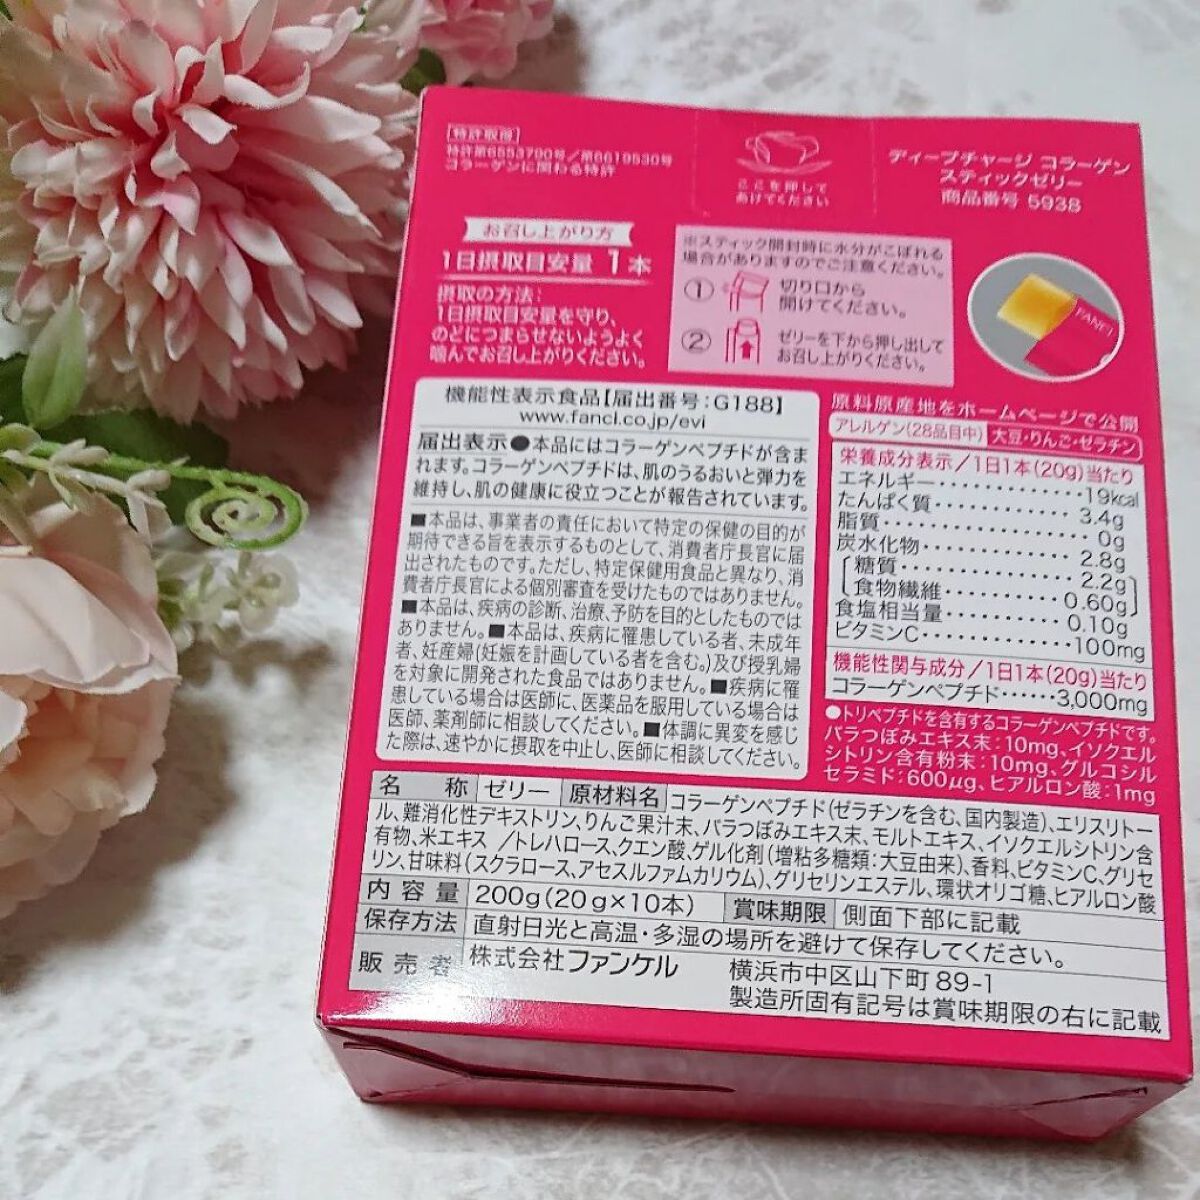 [特許取得]
特許第6553790号/第6619530号
コラーゲンに関わる特許
ここを押して
あけてください
ディープチャージ コラーゲン
スティックゼリー
商品番号 5938
お召し上がり方
1日摂取目安量 1本
摂取の方法:
1日摂取目安量を守り、
のどにつまらせないようよく
噛んでお召し上がりください。
※スティック開封時に水分がこぼれる
場合がありますのでご注意ください。
① 切り口から
開けてください。
② ゼリーを下から押し出して
お召し上がりください。
FANCL
機能性表示食品【届出番号:G188】
www.fancl.co.jp/evi
届出表示●本品にはコラーゲンペプチドが含ま
れます。コラーゲンペプチドは、肌のうるおいと弾力を
維持し、肌の健康に役立つことが報告されています。
■本品は、事業者の責任において特定の保健の目的が
期待できる旨を表示するものとして、消費者庁長官に届
出されたものです。ただし、特定保健用食品と異なり、消
費者庁長官による個別審査を受けたものではありません。
■本品は、疾病の診断、治療、予防を目的としたものでは
ありません。■本品は、疾病に罹患している者、未成年
者、妊産婦(妊娠を計画している者を含む。)及び授乳婦
を対象に開発された食品ではありません。■疾病に罹
患している場合は医師に、医薬品を服用している場合は
医師、薬剤師に相談してください。■体調に異変を感じ
た際は、速やかに摂取を中止し、医師に相談してください。
原料原産地をホームページで公開
アレルゲン(28品目中) 大豆・りんご・ゼラチン
栄養成分表示/1日1本(20g)当たり
エネルギー・・・・・・・・・・・19kcal
たんぱく質・・・・・・・・・・・3.4g
脂質・・・・・・・・・・・・・・・0g
炭水化物・・・・・・・・・・・・2.8g
糖質・・・・・・・・・・・・・・2.2g
食物繊維・・・・・・・・・・・0.60g
食塩相当量・・・・・・・・・・0.10g
ビタミンC・・・・・・・・・・・100mg
機能性関与成分/1日1本(20g)当たり
コラーゲンペプチド・・・・・・3,000mg
●トリペプチドを含有するコラーゲンペプチドです。
バラつぼみエキス末:10mg、イソクエル
シトリン含有粉末:10mg、グルコシル
セラミド:600μg、ヒアルロン酸:1mg
名 称 ゼリー 原材料名 コラーゲンペプチド(ゼラチンを含む、国内製造)、エリスリトー
ル、難消化性デキストリン、りんご果汁末、バラつぼみエキス末、モルトエキス、イソクエルシトリン含
有物、米エキス /トレハロース、クエン酸、ゲル化剤(増粘多糖類:大豆由来)、香料、ビタミンC、グリセ
リン、甘味料(スクラロース、アセスルファムカリウム)、グリセリンエステル、環状オリゴ糖、ヒアルロン酸
内 容 量 200g(20g×10本) 賞味期限 側面下部に記載
保存方法 直射日光と高温・多湿の場所を避けて保存してください。
販 売 者 株式会社ファンケル 横浜市中区山下町89-1
製造所固有記号は賞味期限の右に記載